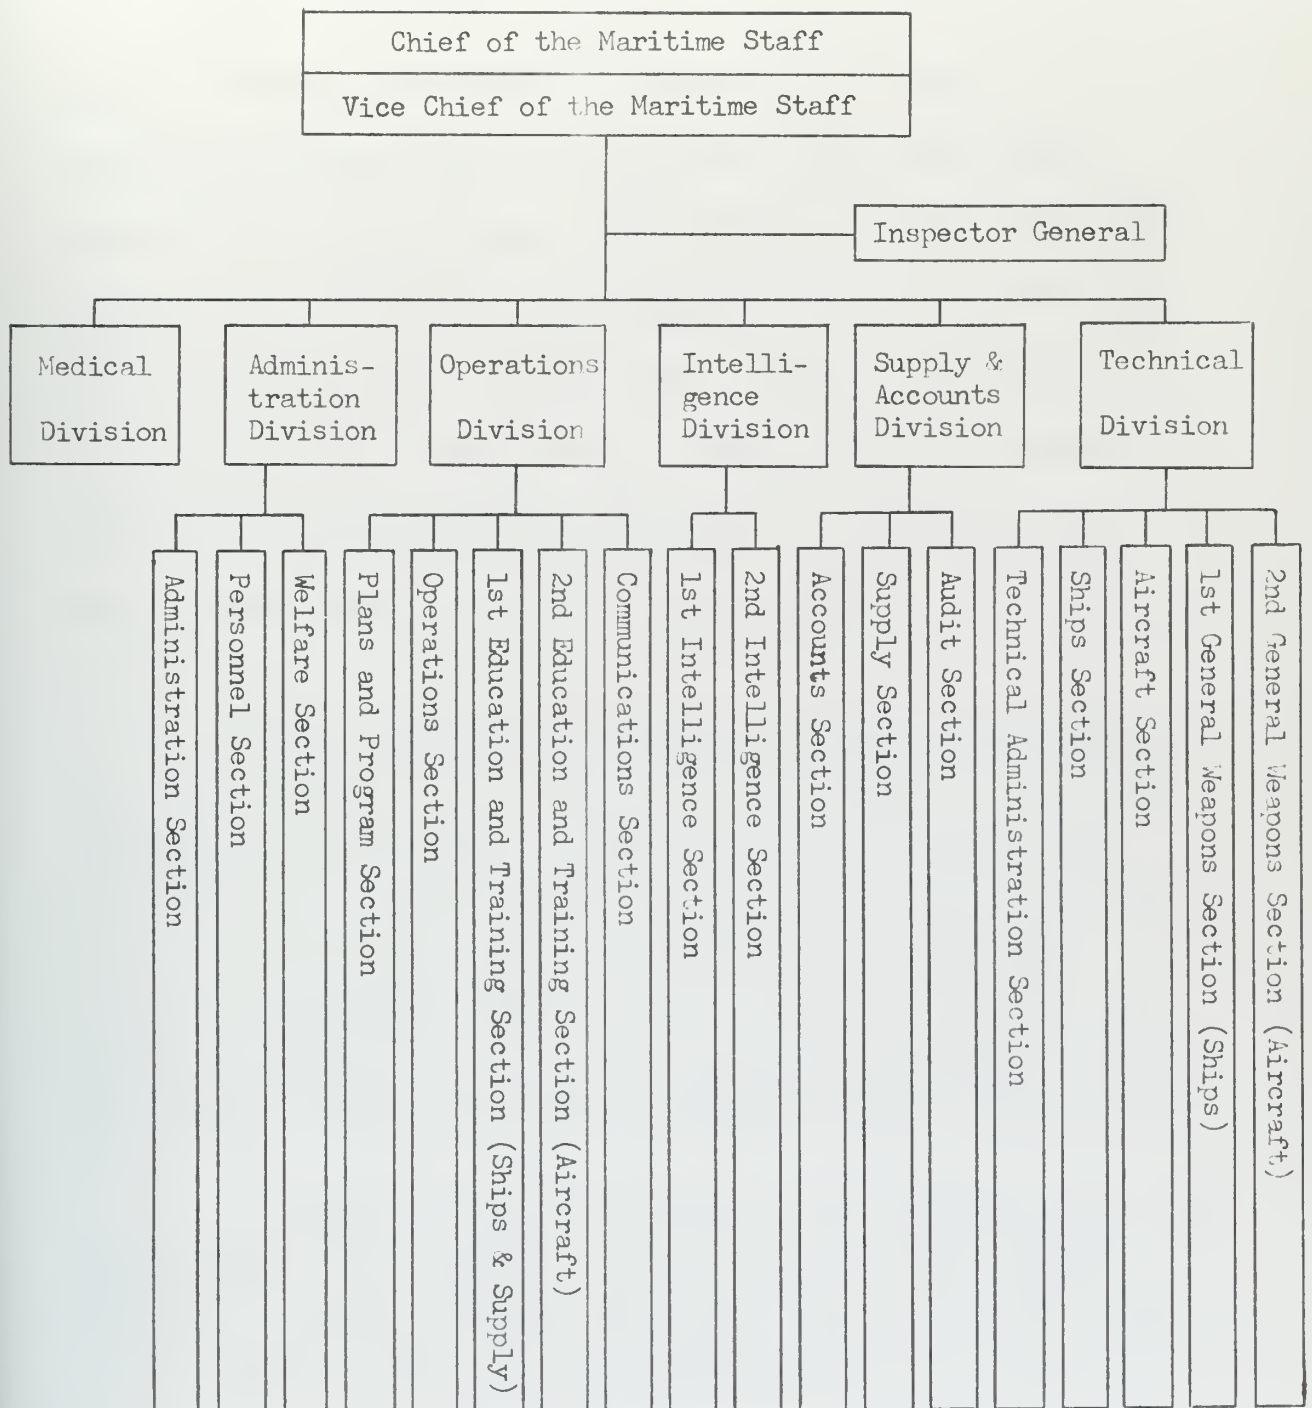 Chief of the Maritime Staff
Vice Chief of the Maritime Staff
Inspector General
Medical
Division
Adminis-
tration
Division
Operations
Division
Intelli-
gence
Division
Supply &
Accounts
Division
Technical
Division
Administration Section
Personnel Section
Welfare Section
Plans and Program Section
Operations Section
1st Education and Training Section (Ships & Supply)
2nd Education and Training Section (Aircraft)
Communications Section
1st Intelligence Section
2nd Intelligence Section
Accounts Section
Supply Section
Audit Section
Technical Administration Section
Ships Section
Aircraft Section
1st General Weapons Section (Ships)
2nd General Weapons Section (Aircraft)